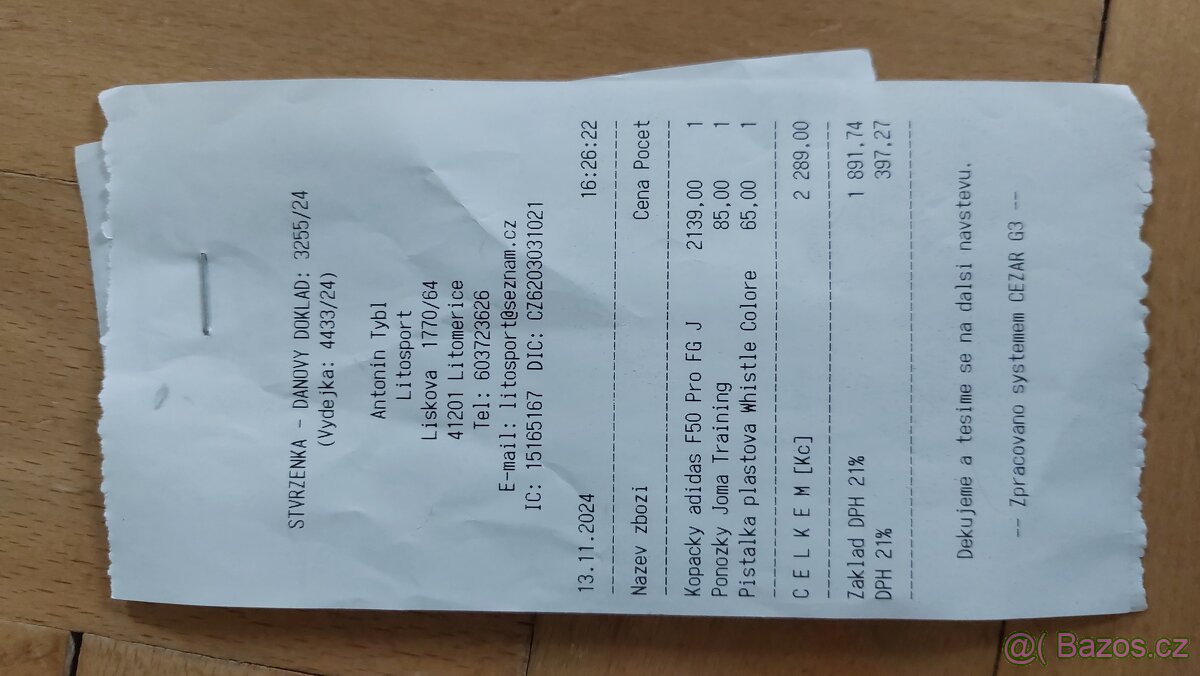 STVRZENKA - DANOVY DOKLAD: 3255/24
(Vydejka: 4433/24)
Antonin Tybl
Litosport
Liskova 1770/64
41201 Litomerice
Tel: 603723626
E-mail: litosport@seznam.cz
IC: 15165167 DIC: CZ6203031021
13.11.2024 16:26:22
Nazev zbozi Cena Pocet
Kopacky adidas F50 Pro FG J 2139,00 1
Ponozky Joma Training 85,00 1
Pistalka plastova Whistle Colore 65,00 1
C E L K E M [Kc] 2 289,00
Zaklad DPH 21% 1 891,74
DPH 21% 397,27
Dekujeme a tesime se na dalsi navstevu.
-- Zpracovano systemem CEZAR G3 --
@( Bazos.cz